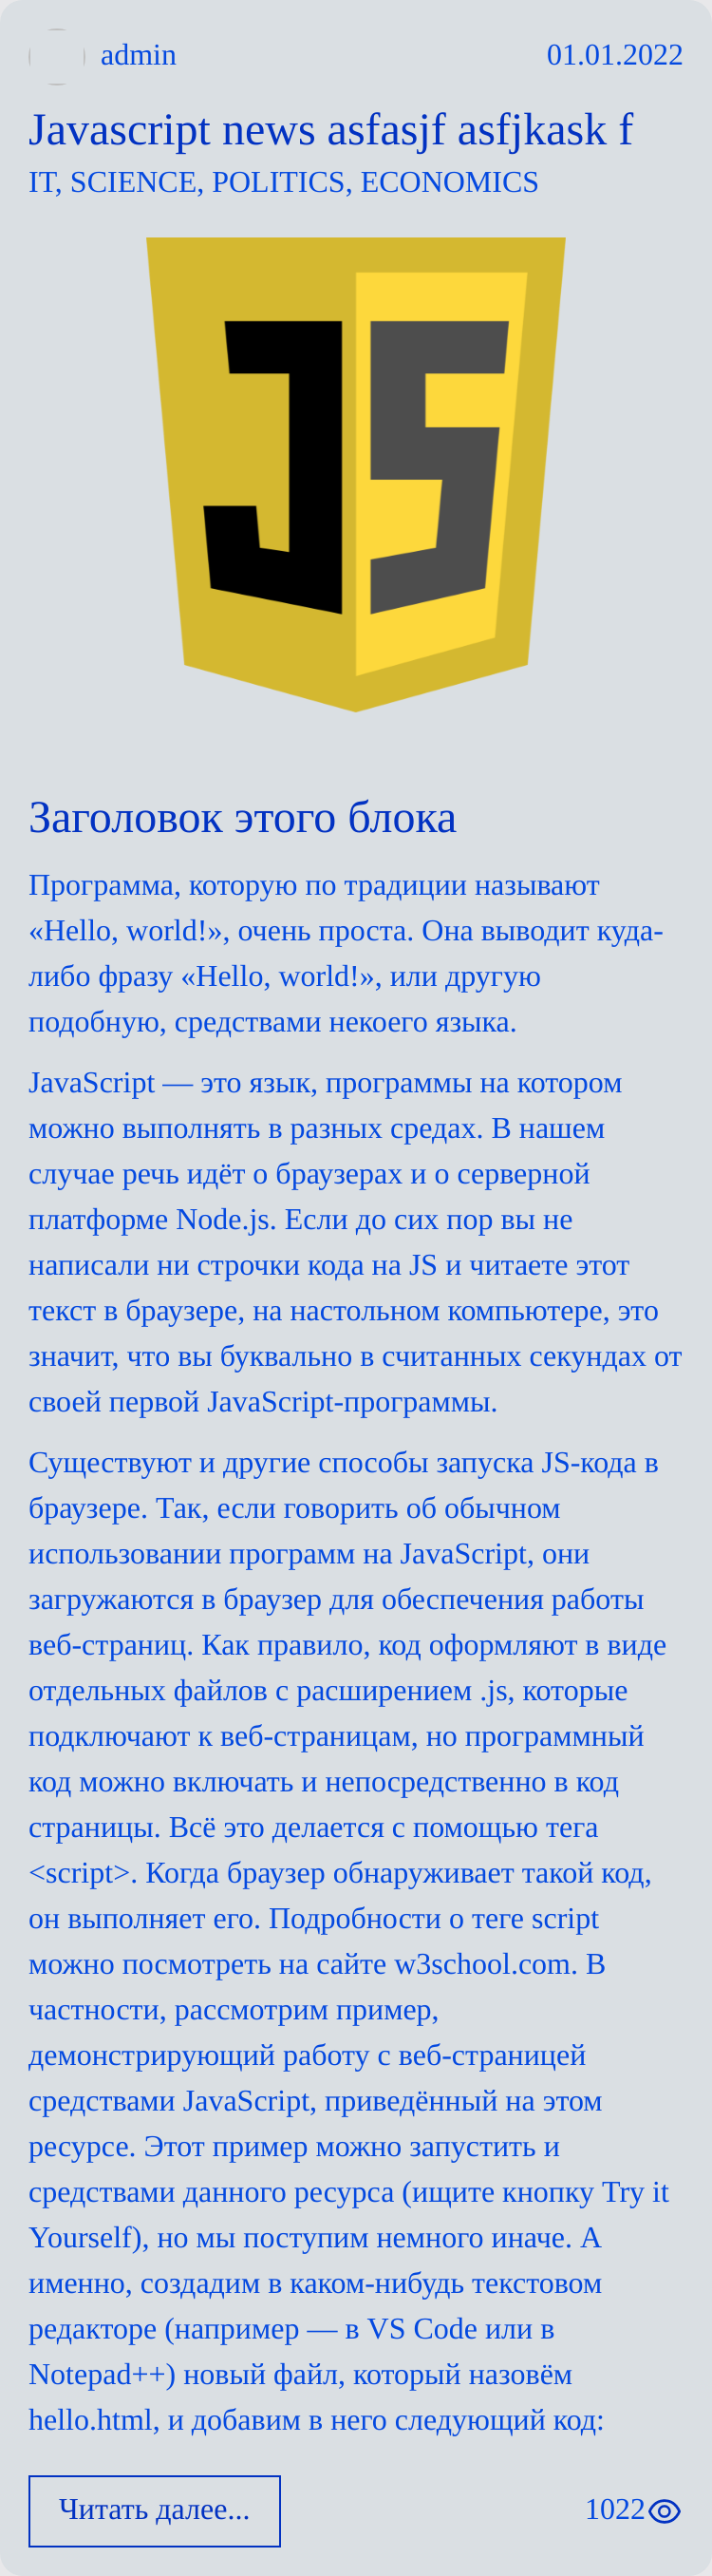 admin 01.01.2022
Javascript news asfasjf asfjkask f
IT, SCIENCE, POLITICS, ECONOMICS
JS
Заголовок этого блока
Программа, которую по традиции называют
«Hello, world!», очень проста. Она выводит куда-
либо фразу «Hello, world!», или другую
подобную, средствами некоего языка.
JavaScript — это язык, программы на котором
можно выполнять в разных средах. В нашем
случае речь идёт о браузерах и о серверной
платформе Node.js. Если до сих пор вы не
написали ни строчки кода на JS и читаете этот
текст в браузере, на настольном компьютере, это
значит, что вы буквально в считанных секундах от
своей первой JavaScript-программы.
Существуют и другие способы запуска JS-кода в
браузере. Так, если говорить об обычном
использовании программ на JavaScript, они
загружаются в браузер для обеспечения работы
веб-страниц. Как правило, код оформляют в виде
отдельных файлов с расширением .js, которые
подключают к веб-страницам, но программный
код можно включать и непосредственно в код
страницы. Всё это делается с помощью тега
<script>. Когда браузер обнаруживает такой код,
он выполняет его. Подробности о теге script
можно посмотреть на сайте w3school.com. В
частности, рассмотрим пример,
демонстрирующий работу с веб-страницей
средствами JavaScript, приведённый на этом
ресурсе. Этот пример можно запустить и
средствами данного ресурса (ищите кнопку Try it
Yourself), но мы поступим немного иначе. А
именно, создадим в каком-нибудь текстовом
редакторе (например — в VS Code или в
Notepad++) новый файл, который назовём
hello.html, и добавим в него следующий код:
Читать далее... 1022